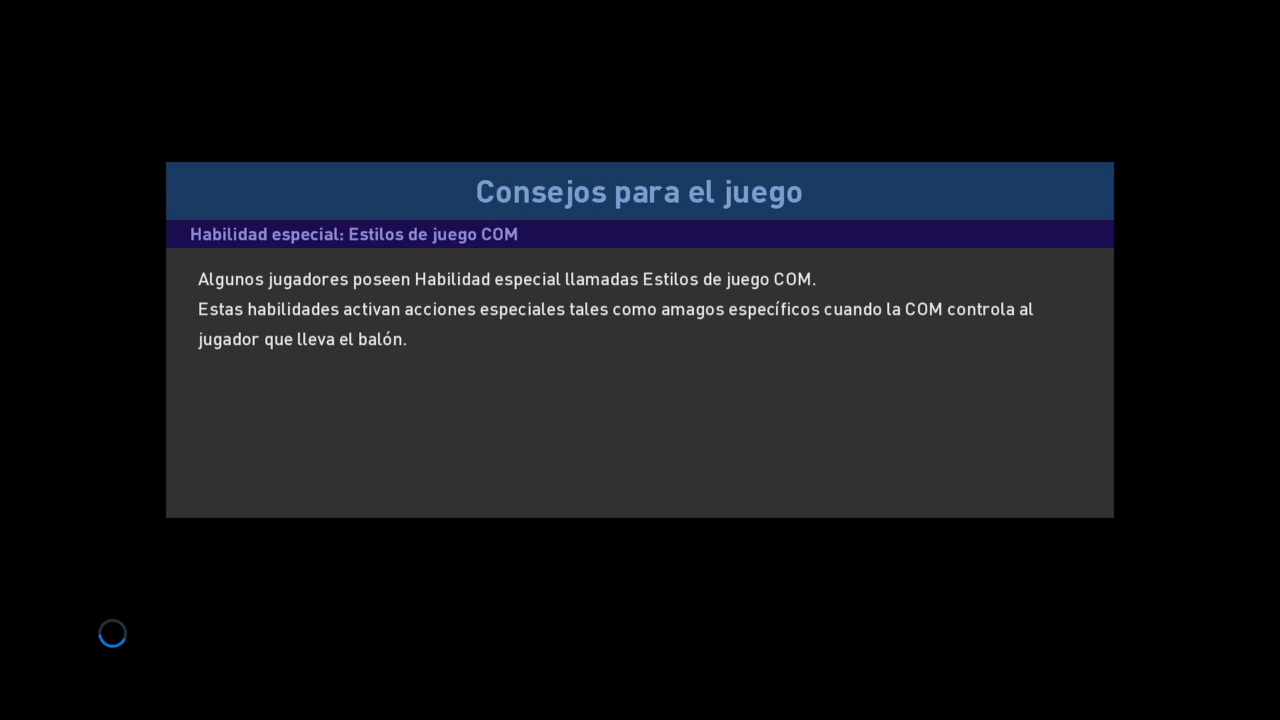 Consejos para el juego
Habilidad especial: Estilos de juego COM
Algunos jugadores poseen Habilidad especial llamadas Estilos de juego COM.
Estas habilidades activan acciones especiales tales como amagos específicos cuando la COM controla al
jugador que lleva el balón.